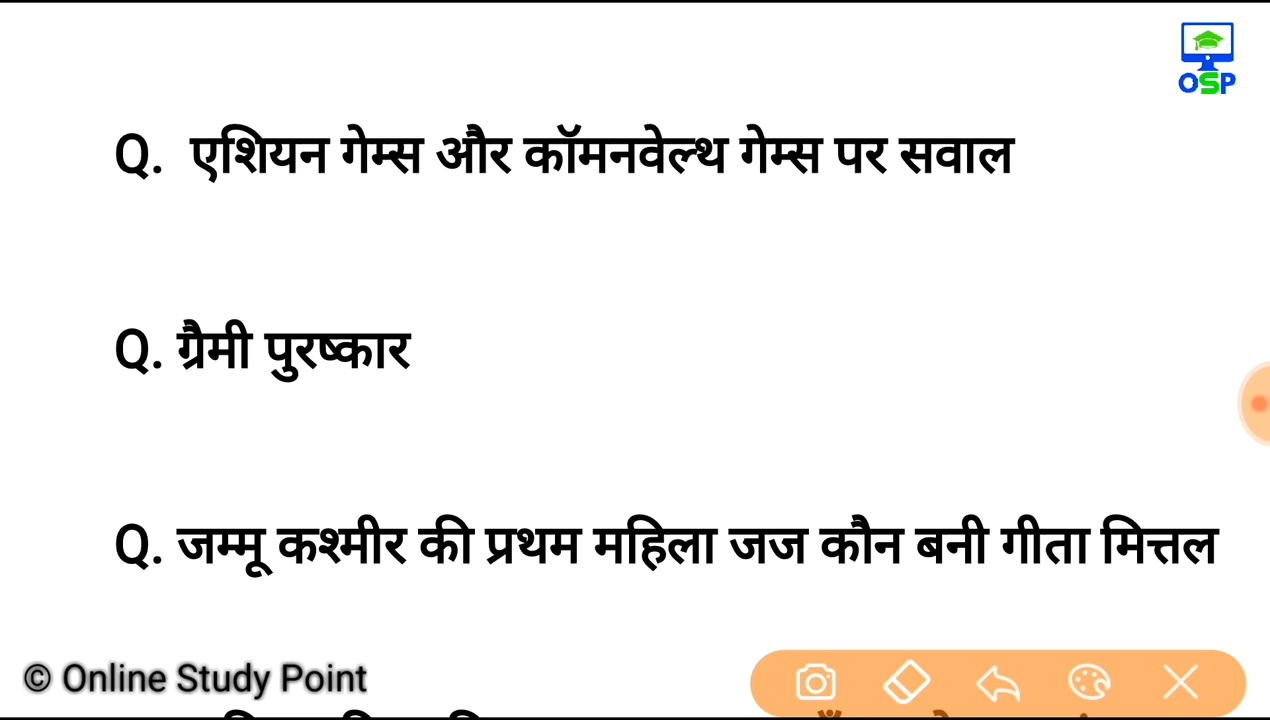 OSP
Q. एशियन गेम्स और कॉमनवेल्थ गेम्स पर सवाल
Q. ग्रैमी पुरष्कार
Q. जम्मू कश्मीर की प्रथम महिला जज कौन बनी गीता मित्तल
© Online Study Point